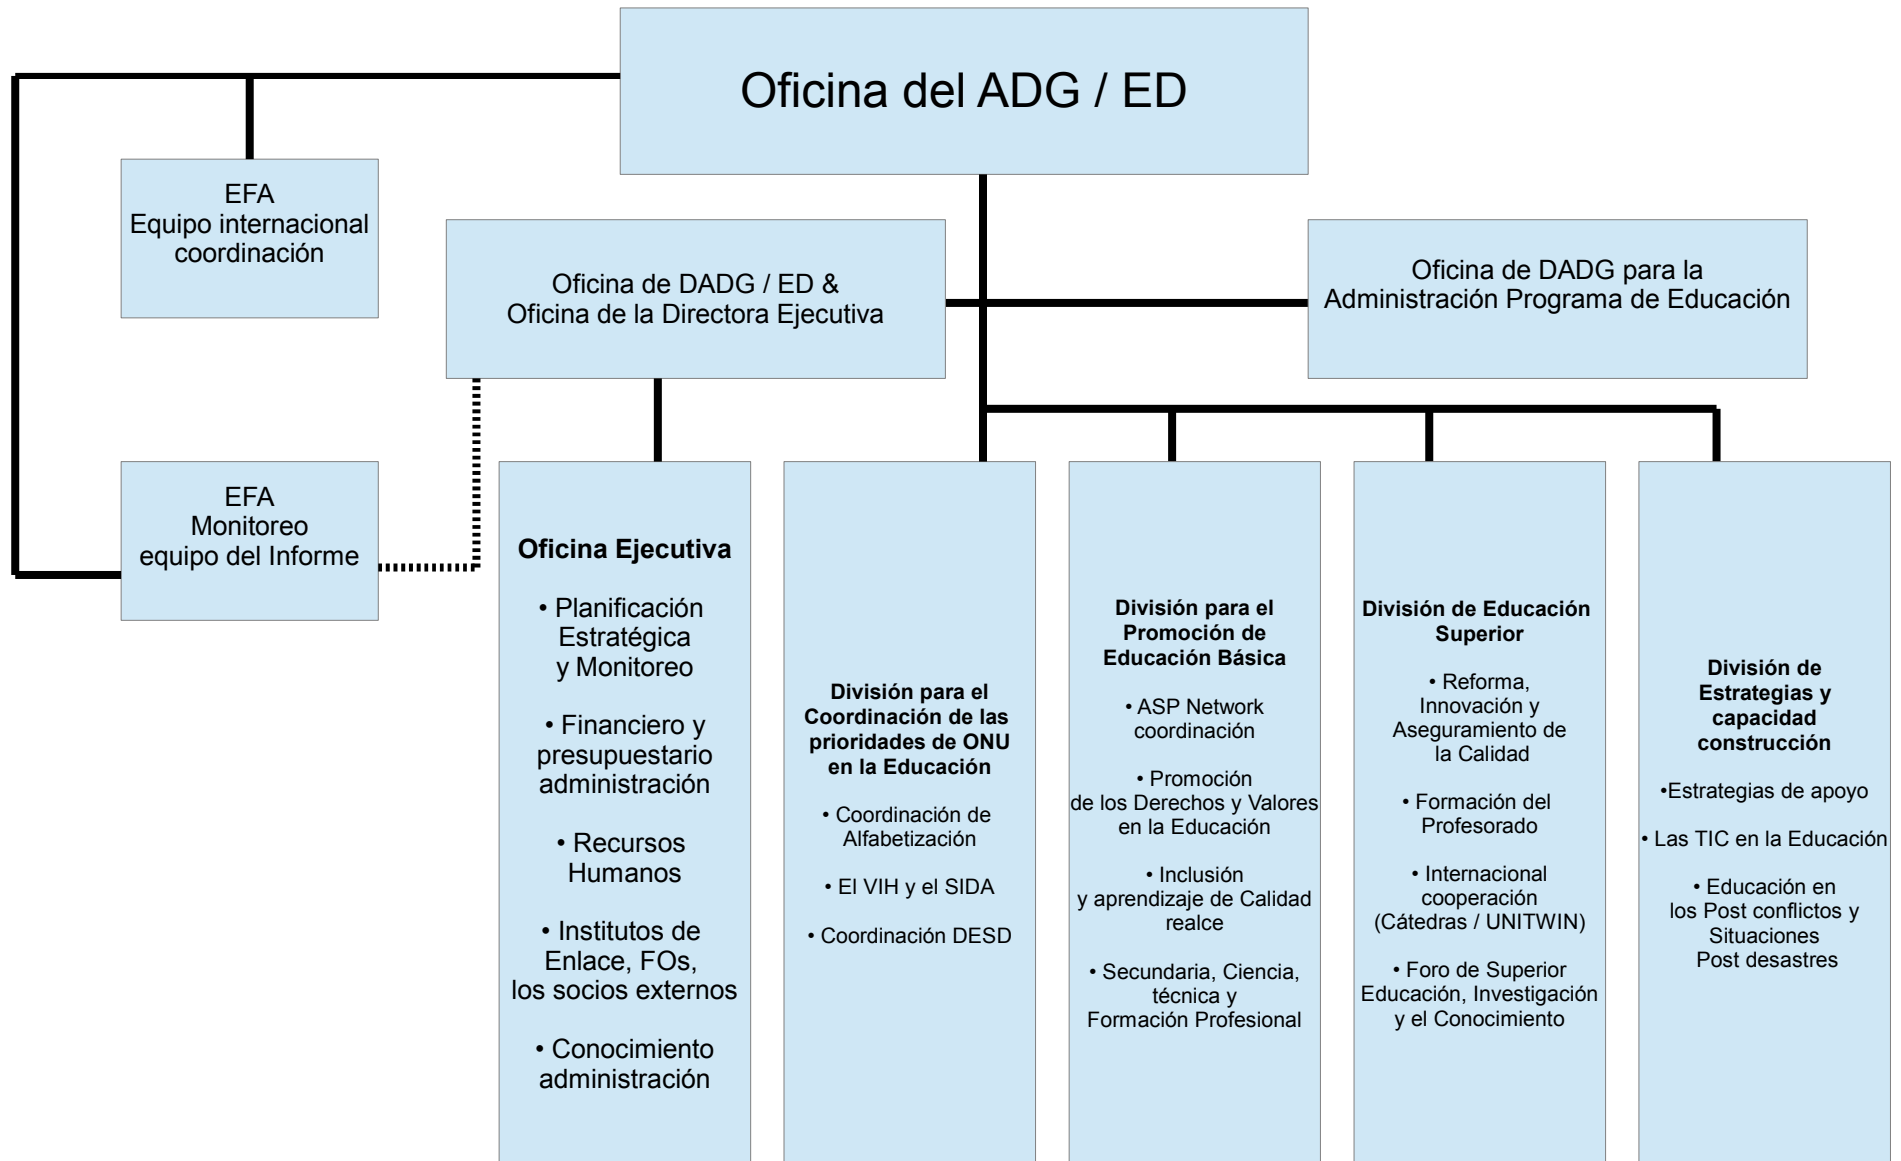 Oficina del ADG / ED
EFA
Equipo internacional
coordinación
Oficina de DADG / ED &
Oficina de la Directora Ejecutiva
Oficina de DADG para la
Administración Programa de Educación
EFA
Monitoreo
equipo del Informe
Oficina Ejecutiva
• Planificación
Estratégica
y Monitoreo
• Financiero y
presupuestario
administración
• Recursos
Humanos
• Institutos de
Enlace, FOs,
los socios externos
• Conocimiento
administración
División para el
Coordinación de las
prioridades de ONU
en la Educación
• Coordinación de
Alfabetización
• El VIH y el SIDA
• Coordinación DESD
División para el
Promoción de
Educación Básica
• ASP Network
coordinación
• Promoción
de los Derechos y Valores
en la Educación
• Inclusión
y aprendizaje de Calidad
realce
• Secundaria, Ciencia,
técnica y
Formación Profesional
División de Educación
Superior
• Reforma,
Innovación y
Aseguramiento de
la Calidad
• Formación del
Profesorado
• Internacional
cooperación
(Cátedras / UNITWIN)
• Foro de Superior
Educación, Investigación
y el Conocimiento
División de
Estrategias y
capacidad
construcción
•Estrategias de apoyo
• Las TIC en la Educación
• Educación en
los Post conflictos y
Situaciones
Post desastres